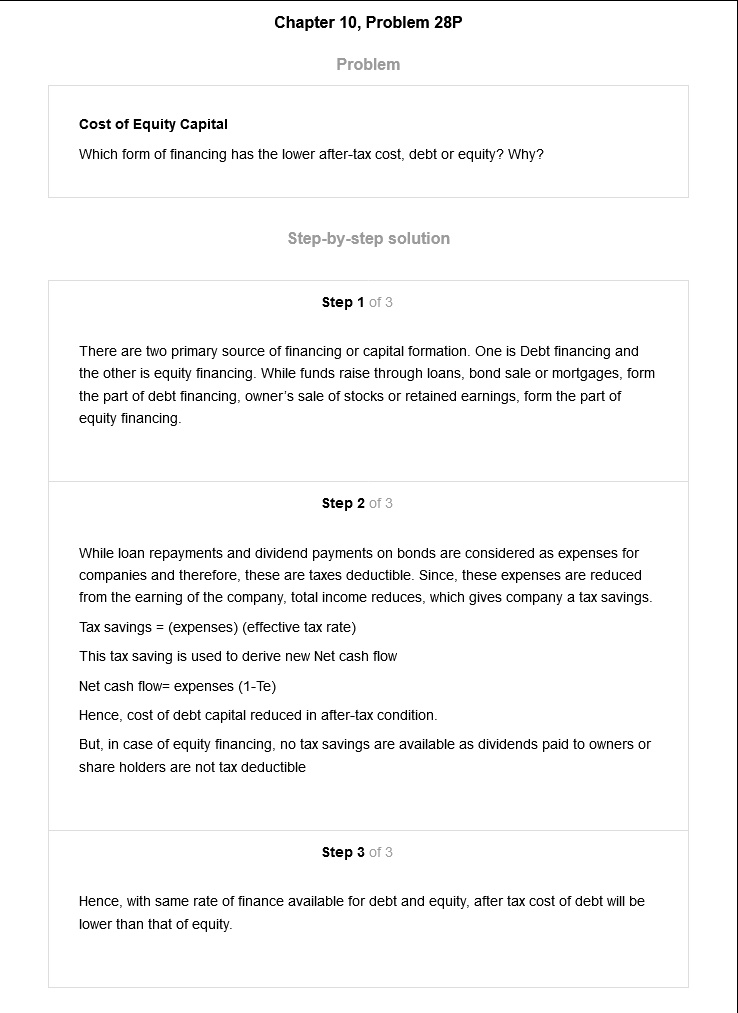 Chapter 10, Problem 28P
Problem
Cost of Equity Capital
Which form of financing has the lower after-tax cost, debt or equity? Why?
Step-by-step solution
Step 1 of 3
There are two primary source of financing or capital formation. One is Debt financing and
the other is equity financing. While funds raise through loans, bond sale or mortgages, form
the part of debt financing, owner's sale of stocks or retained earnings, form the part of
equity financing.
Step 2 of 3
While loan repayments and dividend payments on bonds are considered as expenses for
companies and therefore, these are taxes deductible. Since, these expenses are reduced
from the earning of the company, total income reduces, which gives company a tax savings.
Tax savings = (expenses) (effective tax rate)
This tax saving is used to derive new Net cash flow
Net cash flow= expenses (1-Te)
Hence, cost of debt capital reduced in after-tax condition.
But, in case of equity financing, no tax savings are available as dividends paid to owners or
share holders are not tax deductible
Step 3 of 3
Hence, with same rate of finance available for debt and equity, after tax cost of debt will be
lower than that of equity.